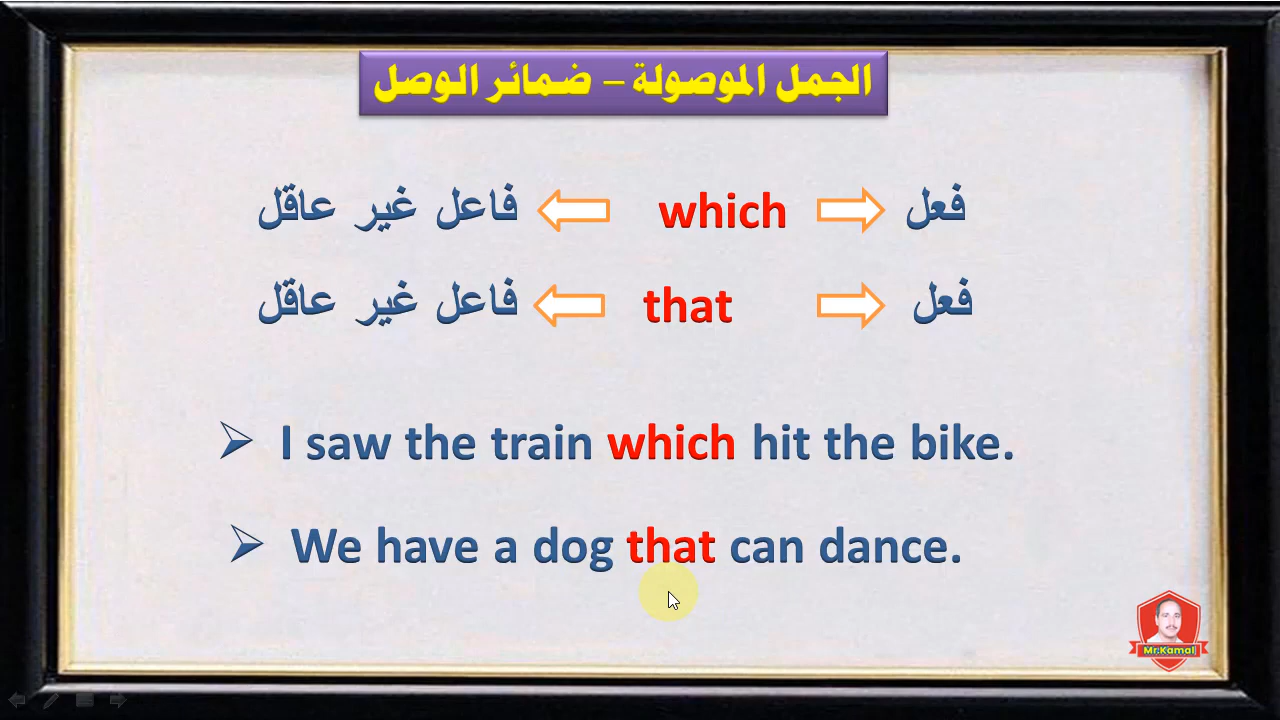 الجمل الموصولة – ضمائر الوصل
فاعل غير عاقل which فعل
فاعل غير عاقل that فعل
I saw the train which hit the bike.
We have a dog that can dance.
Mr.Kamal